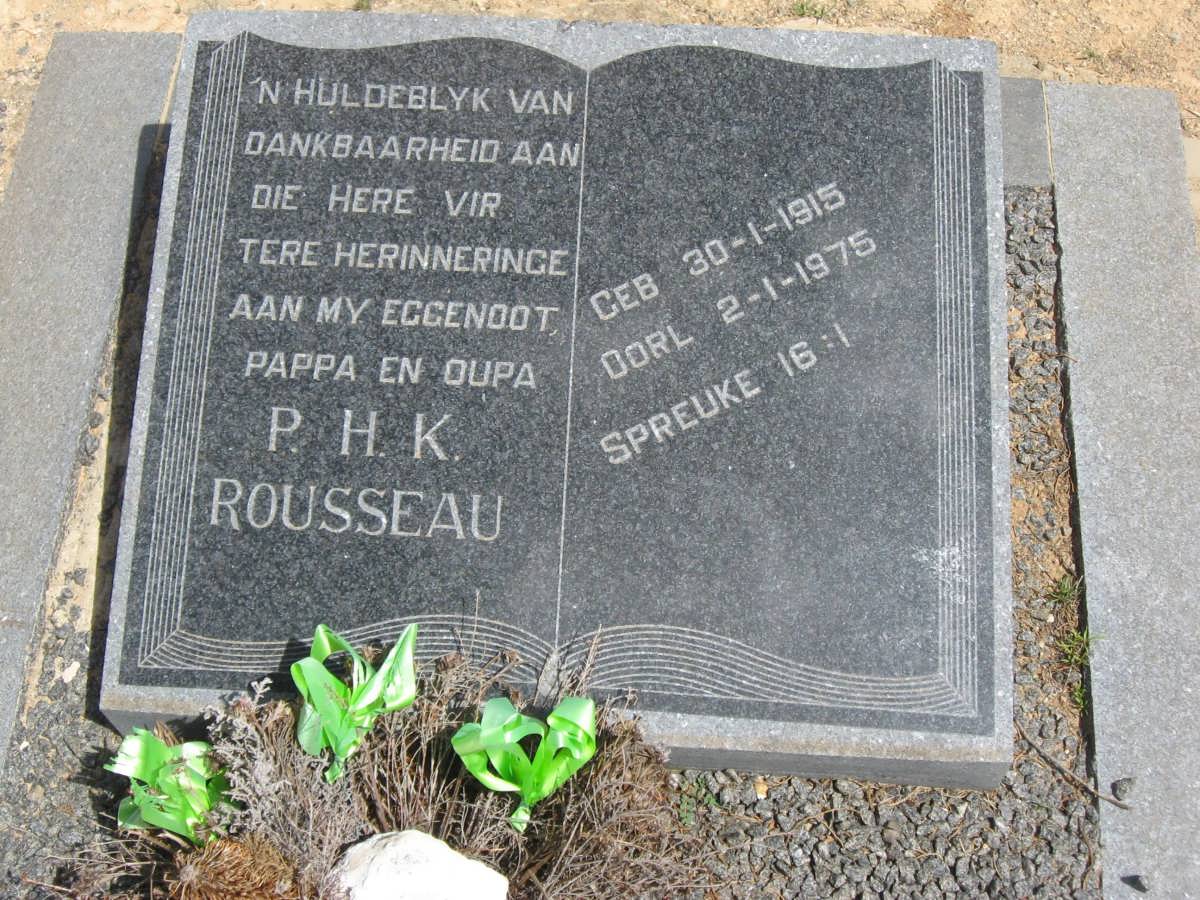 'N HULDEBLYK VAN
DANKBAARHEID AAN
DIE HERE VIR
TERE HERINNERINGE
AAN MY EGGENOOT,
PAPPA EN OUPA
P. H. K.
ROUSSEAU
GEB 30-1-1915
OORL 2-1-1975
SPREUKE 16:1